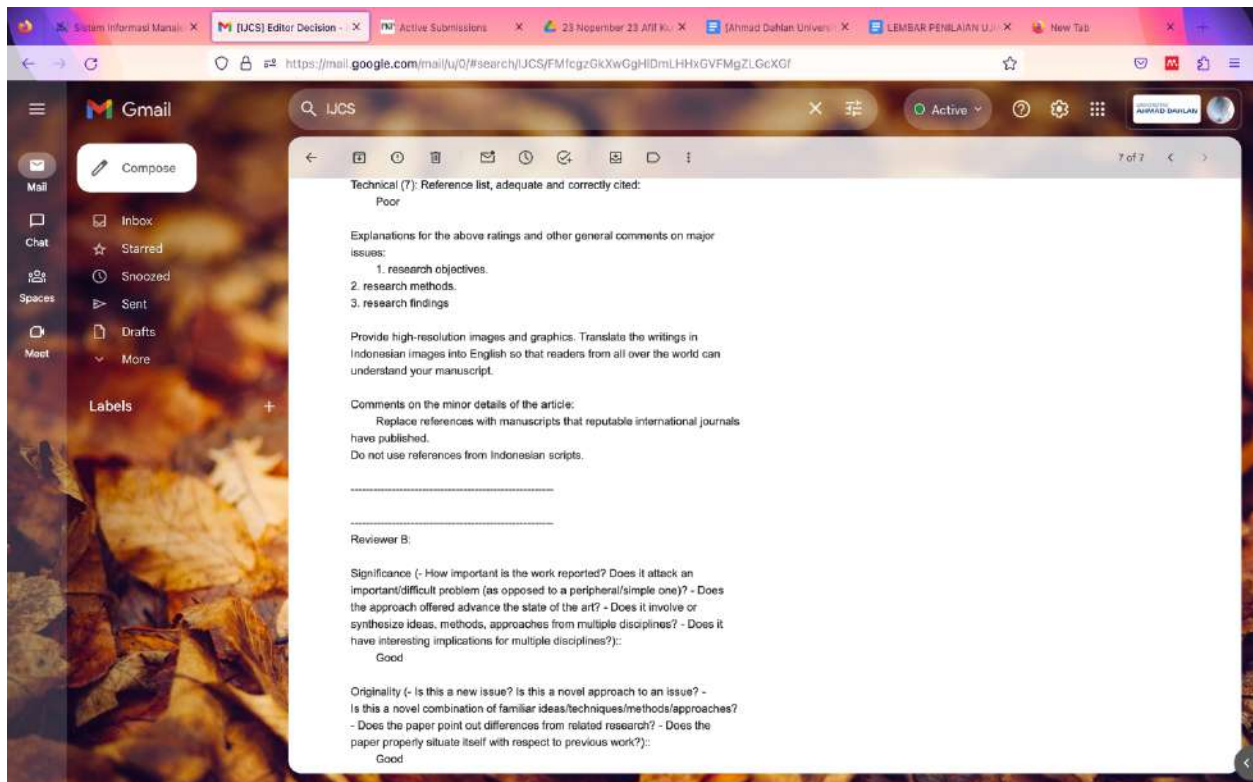 Sistem Informasi Manaj
[IJCS] Editor Decision -
Active Submissions
23 Nopember 23 Afif Ku
[Ahmad Dahlan Univers
LEMBAR PENILAIAN UJI
New Tab
https://mail.google.com/mail/u/0/#search/IJCS/FMfcgzGkXwGgHlDmLHHxGVFMgZLGcXGf
Gmail
IJCS
Active
AHMAD DAHLAN
Compose
7 of 7
Mail
Chat
Spaces
Meet
Inbox
Starred
Snoozed
Sent
Drafts
More
Labels
Technical (7): Reference list, adequate and correctly cited:
Poor
Explanations for the above ratings and other general comments on major
issues:
1. research objectives.
2. research methods.
3. research findings
Provide high-resolution images and graphics. Translate the writings in
Indonesian images into English so that readers from all over the world can
understand your manuscript.
Comments on the minor details of the article:
Replace references with manuscripts that reputable international journals
have published.
Do not use references from Indonesian scripts.
------------------------------------------------------
------------------------------------------------------
Reviewer B:
Significance (- How important is the work reported? Does it attack an
important/difficult problem (as opposed to a peripheral/simple one)? - Does
the approach offered advance the state of the art? - Does it involve or
synthesize ideas, methods, approaches from multiple disciplines? - Does it
have interesting implications for multiple disciplines?)::
Good
Originality (- Is this a new issue? Is this a novel approach to an issue? -
Is this a novel combination of familiar ideas/techniques/methods/approaches?
- Does the paper point out differences from related research? - Does the
paper properly situate itself with respect to previous work?)::
Good